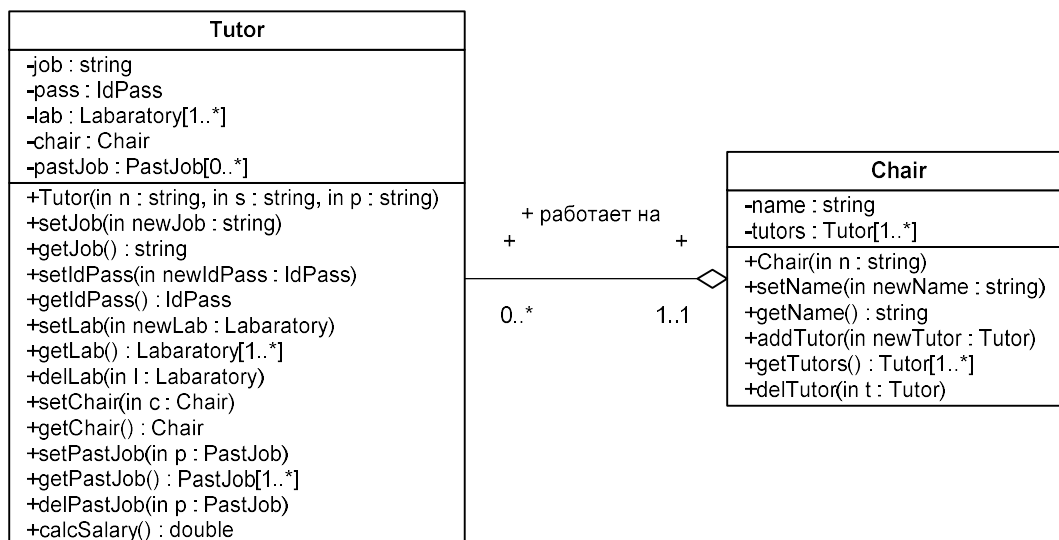 Tutor
-job : string
-pass : IdPass
-lab : Labaratory[1..*]
-chair : Chair
-pastJob : PastJob[0..*]
+Tutor(in n : string, in s : string, in p : string)
+setJob(in newJob : string)
+getJob() : string
+setIdPass(in newIdPass : IdPass)
+getIdPass() : IdPass
+setLab(in newLab : Labaratory)
+getLab() : Labaratory[1..*]
+delLab(in l : Labaratory)
+setChair(in c : Chair)
+getChair() : Chair
+setPastJob(in p : PastJob)
+getPastJob() : PastJob[1..*]
+delPastJob(in p : PastJob)
+calcSalary() : double
+ работает на
+ +
0..* 1..1
Chair
-name : string
-tutors : Tutor[1..*]
+Chair(in n : string)
+setName(in newName : string)
+getName() : string
+addTutor(in newTutor : Tutor)
+getTutors() : Tutor[1..*]
+delTutor(in t : Tutor)